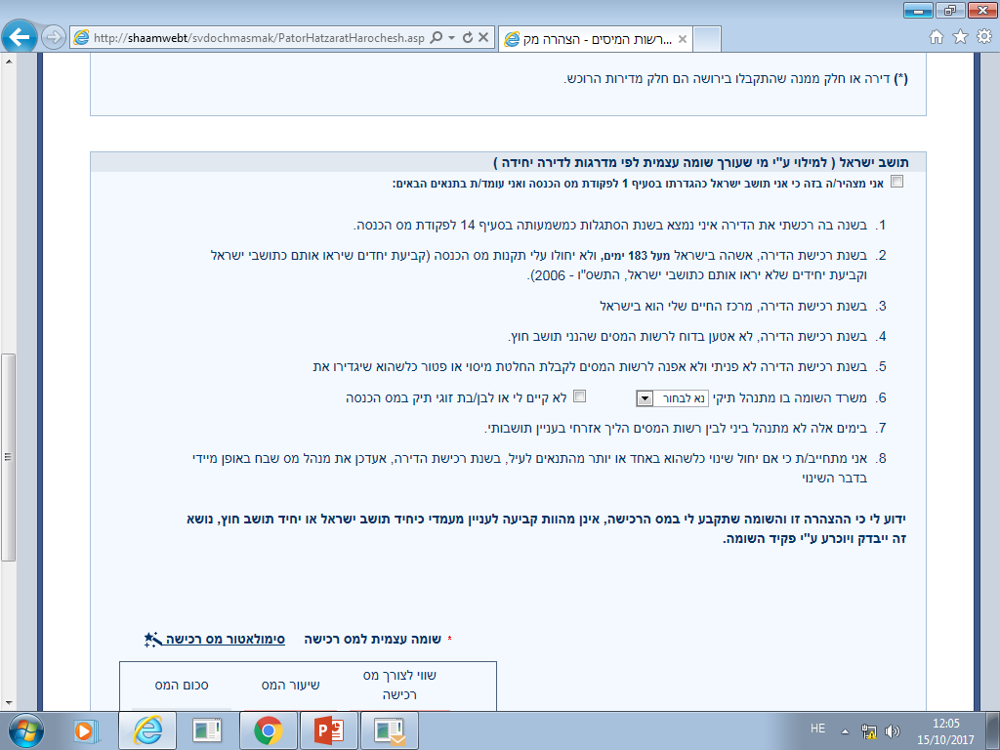 http://shaamwebt/svdochmasmak/PatorHatzaratHarochesh.asp
רשות המיסים - הצהרה מק...
(*) דירה או חלק ממנה שהתקבלו בירושה הם חלק מדירות הרוכש.
תושב ישראל ( למילוי ע"י מי שעורך שומה עצמית לפי מדרגות לדירה יחידה )
אני מצהיר/ה בזה כי אני תושב ישראל כהגדרתו בסעיף 1 לפקודת מס הכנסה ואני עומד/ת בתנאים הבאים:
1. בשנה בה רכשתי את הדירה איני נמצא בשנת הסתגלות כמשמעותה בסעיף 14 לפקודת מס הכנסה.
2. בשנת רכישת הדירה, אשהה בישראל מעל 183 ימים, ולא יחולו עלי תקנות מס הכנסה (קביעת יחדים שיראו אותם כתושבי ישראל
וקביעת יחידים שלא יראו אותם כתושבי ישראל, התשס"ו - 2006).
3. בשנת רכישת הדירה, מרכז החיים שלי הוא בישראל
4. בשנת רכישת הדירה, לא אטען בדוח לרשות המסים שהנני תושב חוץ.
5. בשנת רכישת הדירה לא פניתי ולא אפנה לרשות המסים לקבלת החלטת מיסוי או פטור כלשהוא שיגדירו את
6. משרד השומה בו מתנהל תיקי נא לבחור לא קיים לי או לבן/בת זוגי תיק במס הכנסה
7. בימים אלה לא מתנהל ביני לבין רשות המסים הליך אזרחי בעניין תושבותי.
8. אני מתחייב/ת כי אם יחול שינוי כלשהוא באחד או יותר מהתנאים לעיל, בשנת רכישת הדירה, אעדכן את מנהל מס שבח באופן מיידי
בדבר השינוי
ידוע לי כי ההצהרה זו והשומה שתקבע לי במס הרכישה, אינן מהוות קביעה לעניין מעמדי כיחיד תושב ישראל או יחיד תושב חוץ, נושא
זה ייבדק ויוכרע ע"י פקיד השומה.
* שומה עצמית למס רכישה סימולאטור מס רכישה
שווי לצורך מס
רכישה
שיעור המס
סכום המס
HE
12:05
15/10/2017